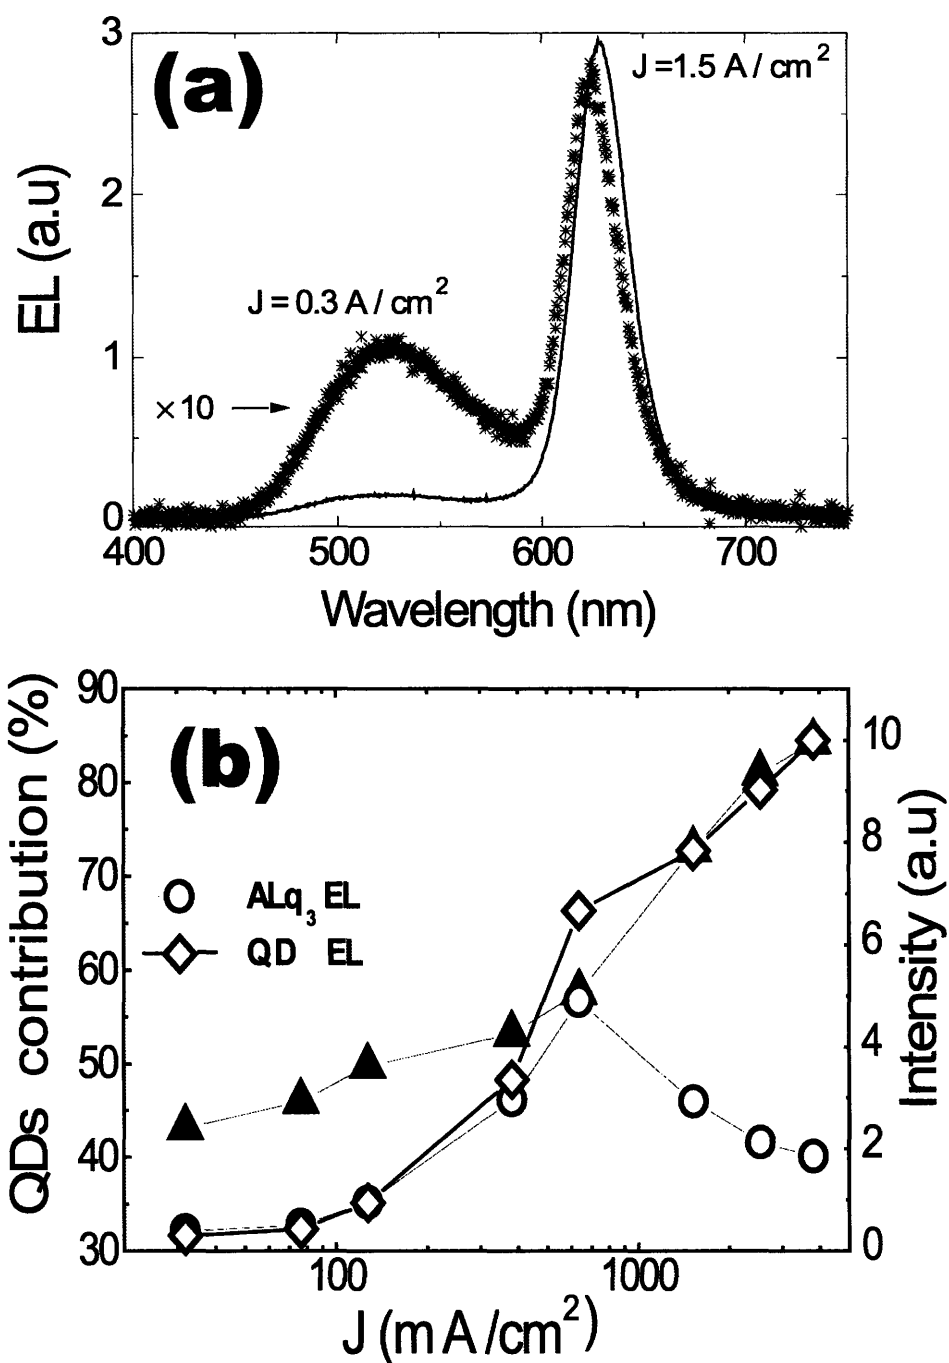 (a)
EL (a.u)
3
2
1
0
J =1.5 A / cm²
J = 0.3 A / cm²
×10
400 500 600 700
Wavelength (nm)
(b)
QDs contribution (%)
90
80
70
60
50
40
30
ALq₃ EL
QD EL
10
8
6
4
2
0
Intensity (a.u)
100 1000
J (mA/cm²)